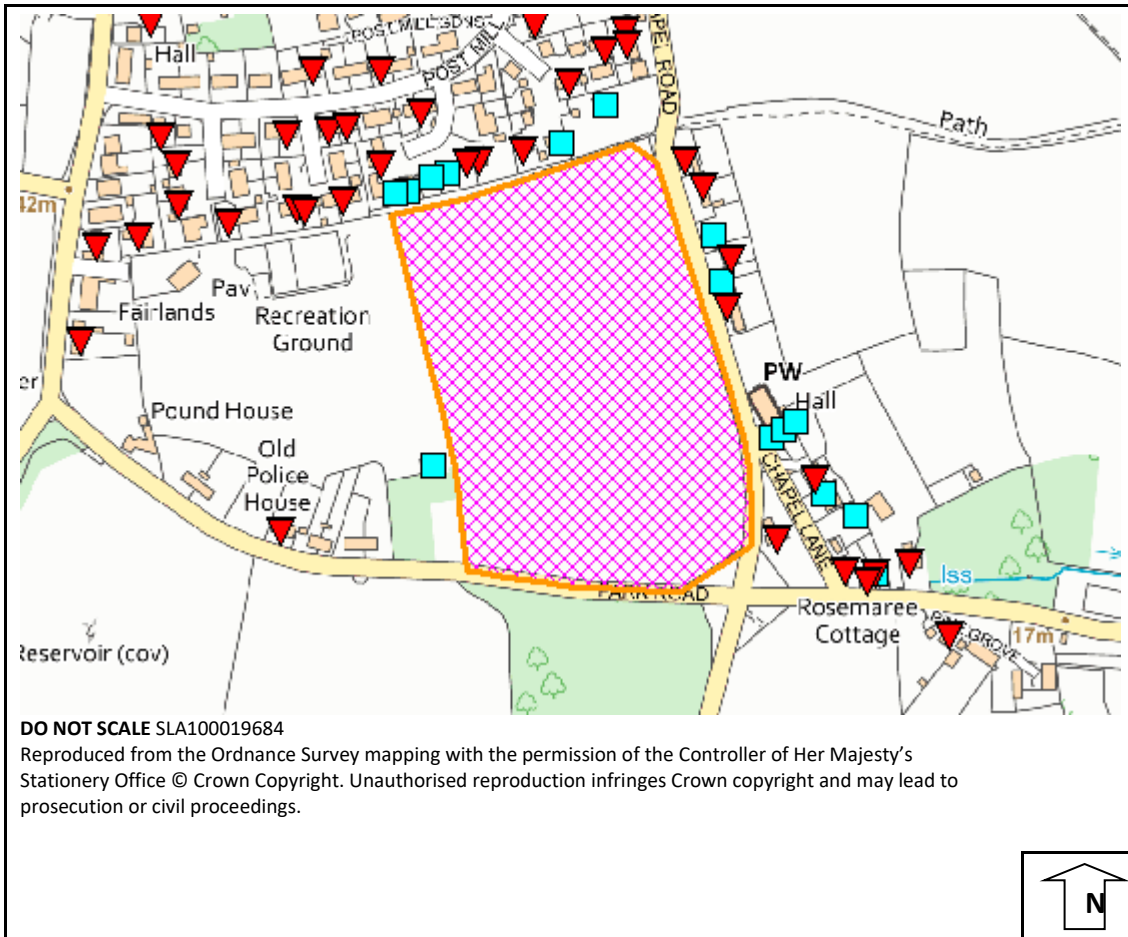 POST MILL GDNS
Hall
POST MILL
PEL ROAD
Path
42m
Pav
Fairlands
Recreation
Ground
er
PW
Hall
Pound House
Old
Police
House
CHAPEL LANE
Iss
PARK ROAD
Rosemaree
Cottage
PINE GROVE
17m
Reservoir (cov)
DO NOT SCALE SLA100019684
Reproduced from the Ordnance Survey mapping with the permission of the Controller of Her Majesty's
Stationery Office © Crown Copyright. Unauthorised reproduction infringes Crown copyright and may lead to
prosecution or civil proceedings.
N